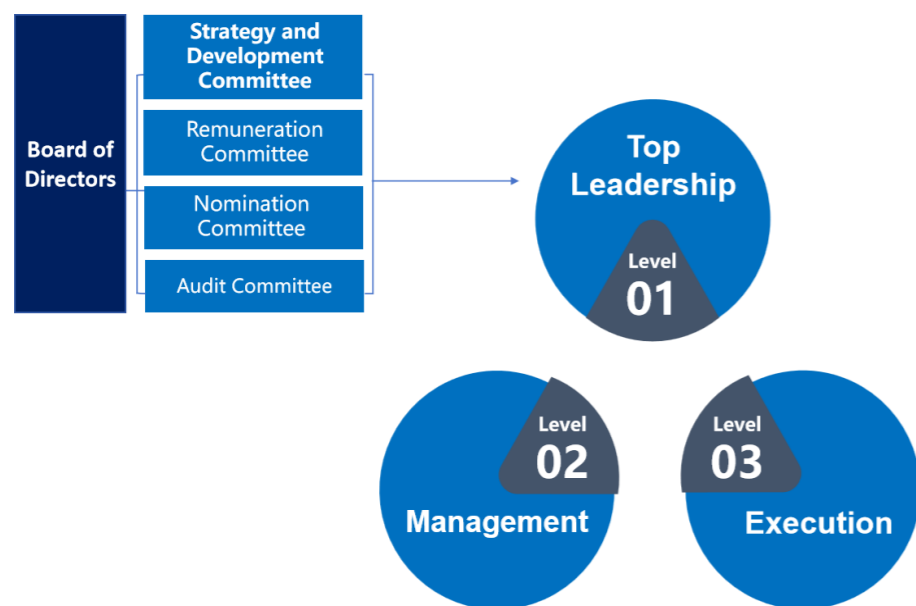 Board of
Directors
Strategy and
Development
Committee
Remuneration
Committee
Nomination
Committee
Audit Committee
Top
Leadership
Level
01
Level
02
Management
Level
03
Execution